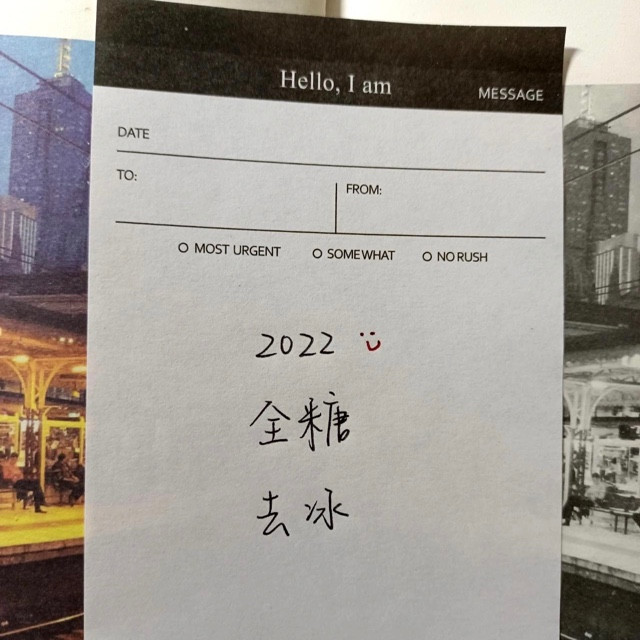 Hello, I am
MESSAGE
DATE
TO:
FROM:
MOST URGENT SOMEWHAT NO RUSH
2022
全糖
去冰